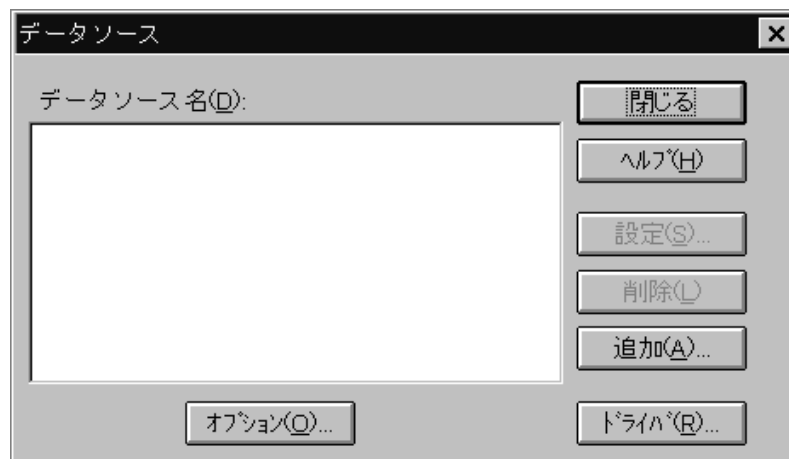 データソース
データソース名(D):
閉じる
ﾍﾙﾌﾟ(H)
設定(S)...
削除(L)
追加(A)...
ｵﾌﾟｼｮﾝ(O)...
ﾄﾞﾗｲﾊﾞ(R)...